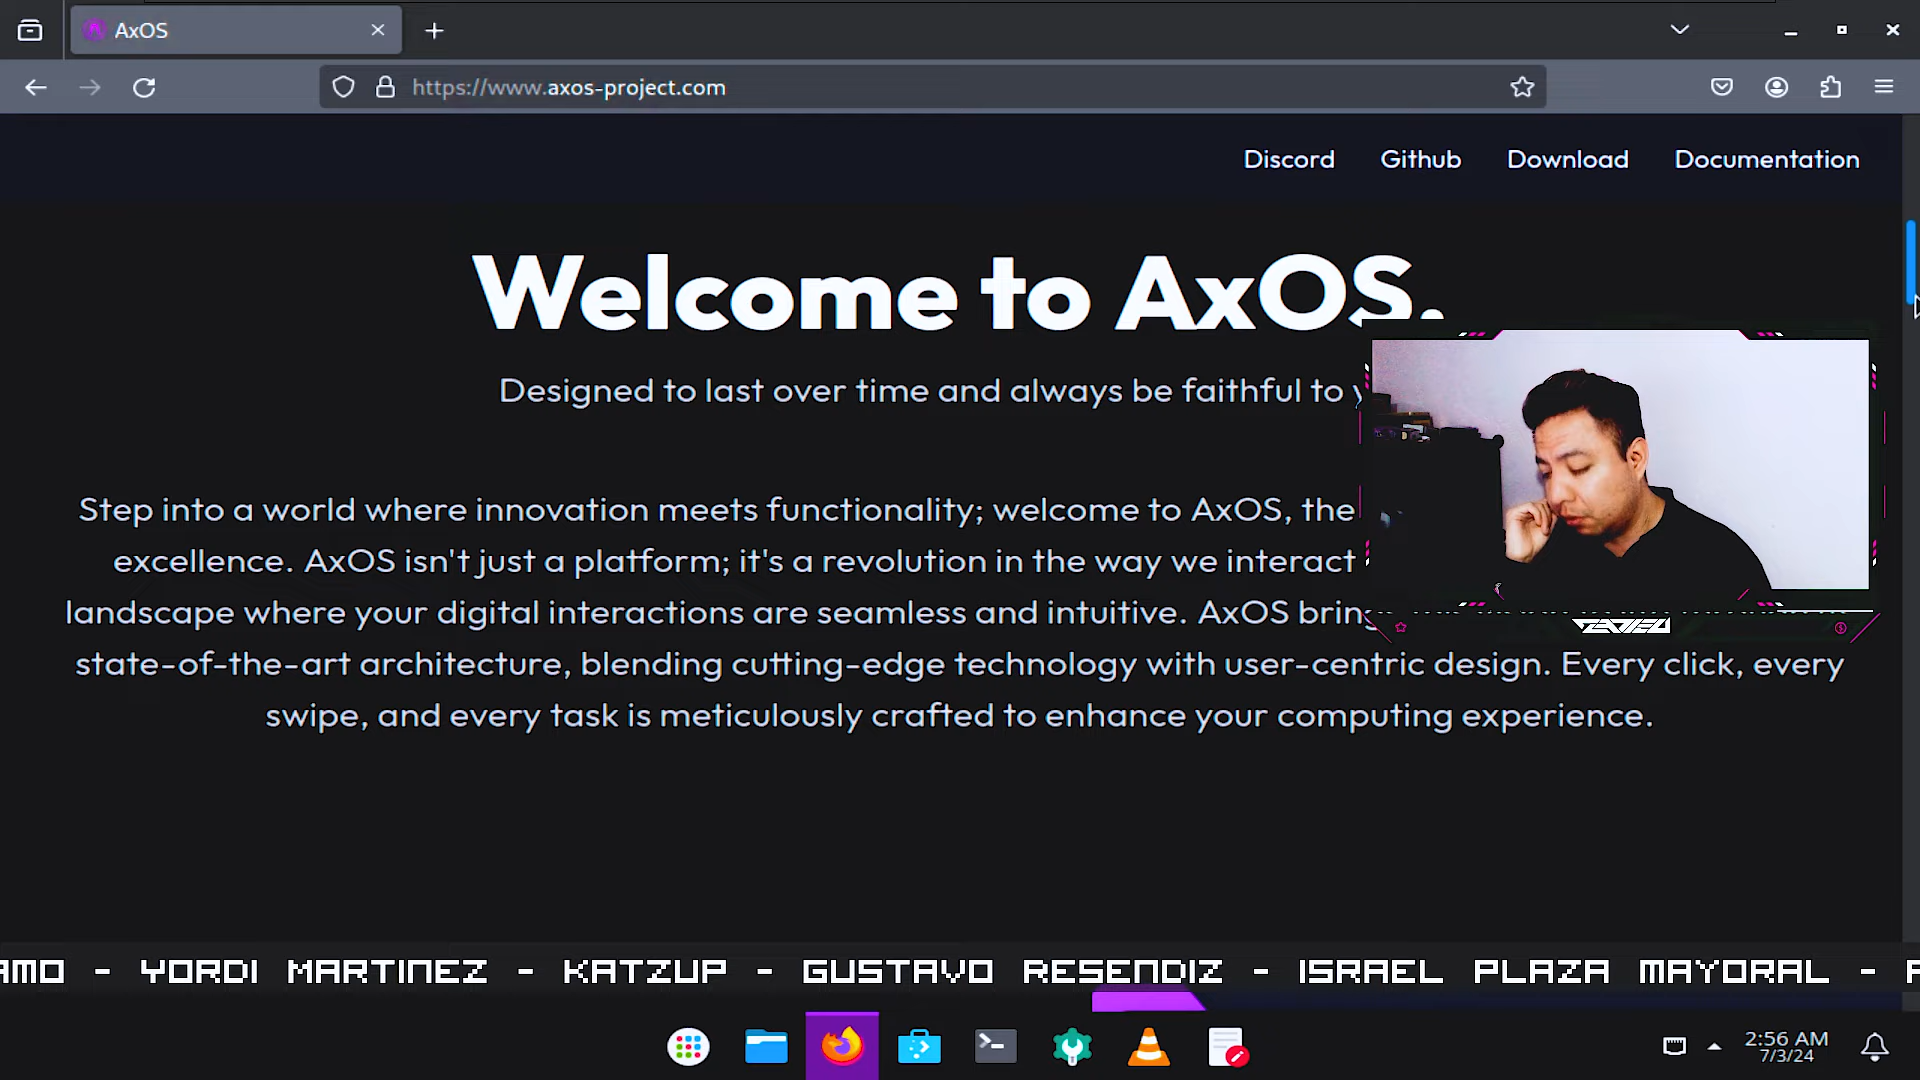 AxOS
https://www.axos-project.com
Discord Github Download Documentation
Welcome to AxOS.
Designed to last over time and always be faithful to
Step into a world where innovation meets functionality; welcome to AxOS, the
excellence. AxOS isn't just a platform; it's a revolution in the way we interact
landscape where your digital interactions are seamless and intuitive. AxOS
state-of-the-art architecture, blending cutting-edge technology with user-centric design. Every click, every
swipe, and every task is meticulously crafted to enhance your computing experience.
AMO - YORDI MARTINEZ - KATZUP - GUSTAVO RESENDIZ - ISRAEL PLAZA MAYORAL -
2:56 AM
7/3/24